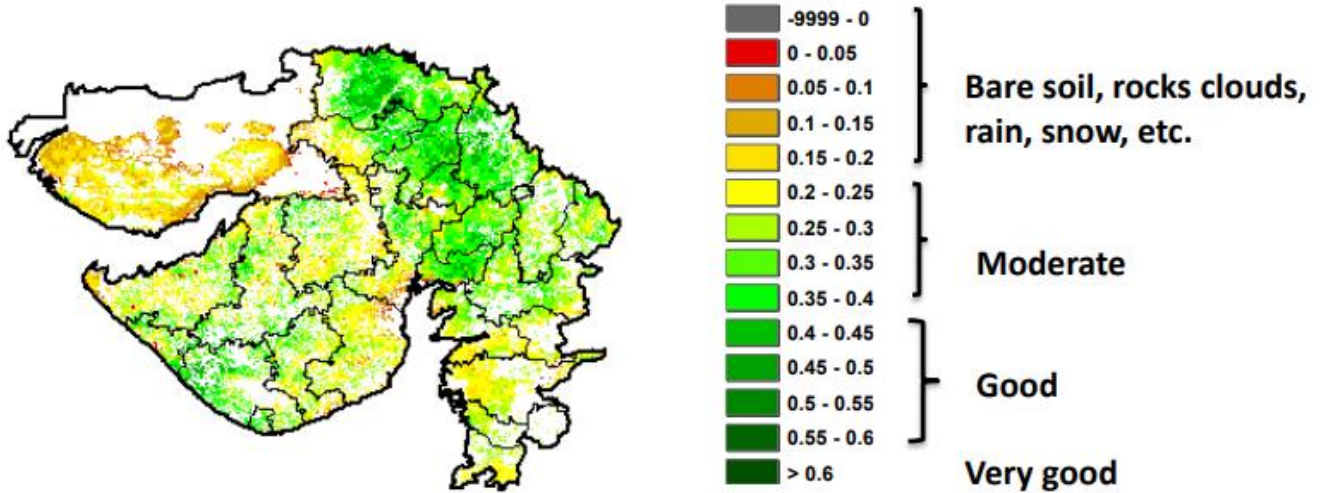 -9999 - 0
0 - 0.05
0.05 - 0.1
0.1 - 0.15
0.15 - 0.2
Bare soil, rocks clouds,
rain, snow, etc.
0.2 - 0.25
0.25 - 0.3
0.3 - 0.35
0.35 - 0.4
Moderate
0.4 - 0.45
0.45 - 0.5
0.5 - 0.55
0.55 - 0.6
Good
> 0.6
Very good